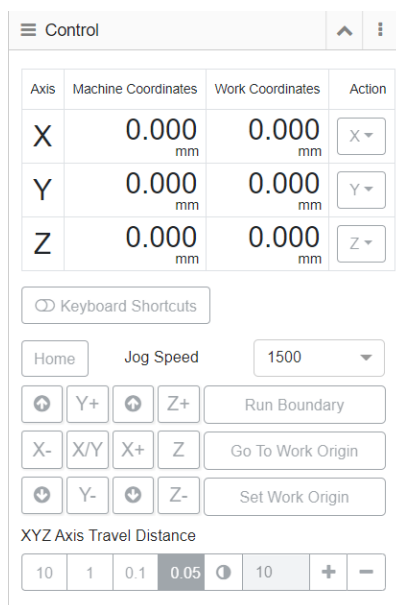 Control
Axis Machine Coordinates Work Coordinates Action
X 0.000 mm 0.000 mm X
Y 0.000 mm 0.000 mm Y
Z 0.000 mm 0.000 mm Z
Keyboard Shortcuts
Home Jog Speed 1500
Y+ Z+ Run Boundary
X- X/Y X+ Z Go To Work Origin
Y- Z- Set Work Origin
XYZ Axis Travel Distance
10 1 0.1 0.05 10 + −